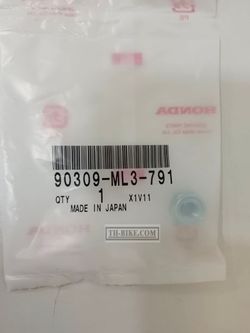 HONDA
90309-ML3-791
QTY 1 X1V11
MADE IN JAPAN
TH-BIKE.COM